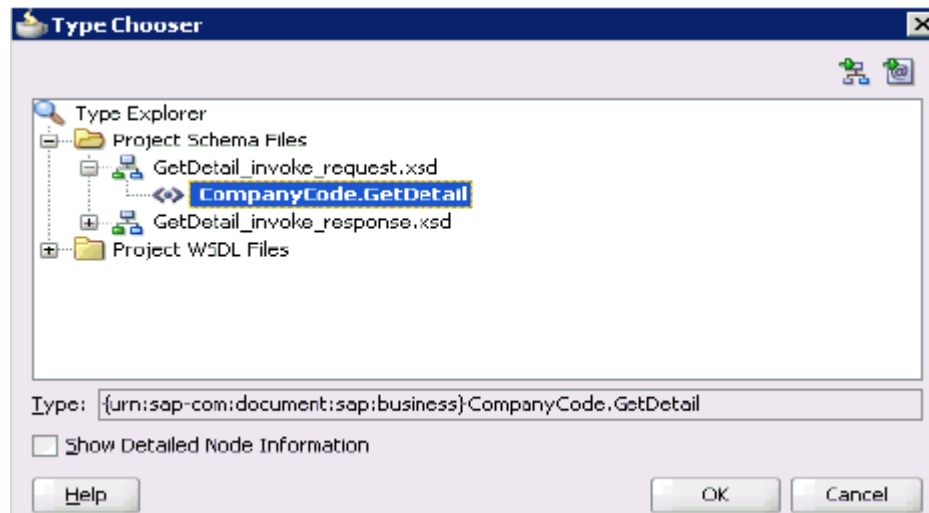 Type Chooser
Type Explorer
Project Schema Files
GetDetail_invoke_request.xsd
CompanyCode.GetDetail
GetDetail_invoke_response.xsd
Project WSDL Files
Type: {urn:sap-com:document:sap:business}CompanyCode.GetDetail
Show Detailed Node Information
Help OK Cancel